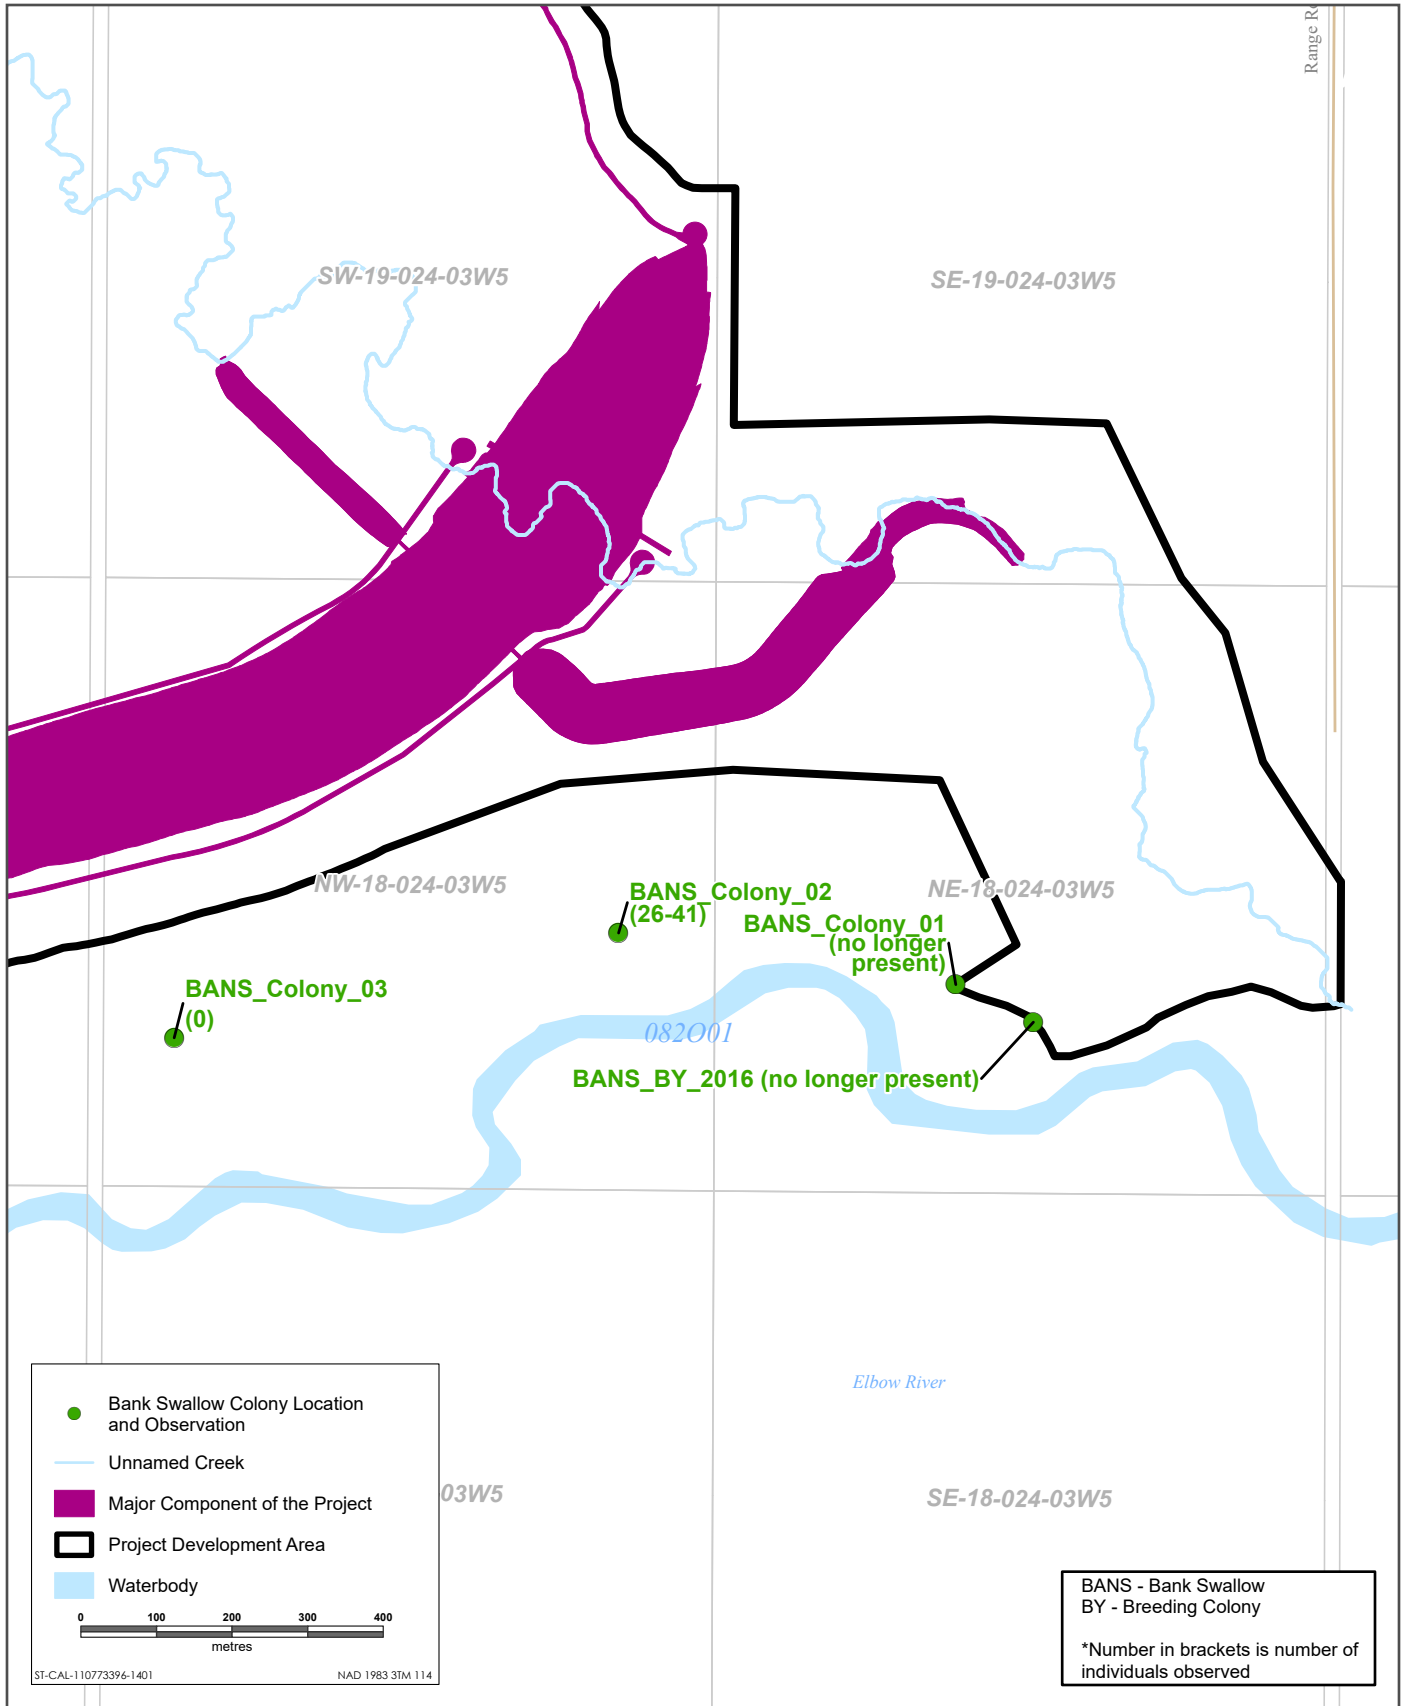 Range
SW-19-024-03W5
SE-19-024-03W5
NW-18-024-03W5
NE-18-024-03W5
BANS_Colony_02
(26-41)
BANS_Colony_01
(no longer
present)
BANS_Colony_03
(0)
082O01
BANS_BY_2016 (no longer present)
Elbow River
03W5
SE-18-024-03W5
Bank Swallow Colony Location
and Observation
Unnamed Creek
Major Component of the Project
Project Development Area
Waterbody
0 100 200 300 400
metres
ST-CAL-110773396-1401 NAD 1983 3TM 114
BANS - Bank Swallow
BY - Breeding Colony
*Number in brackets is number of
individuals observed